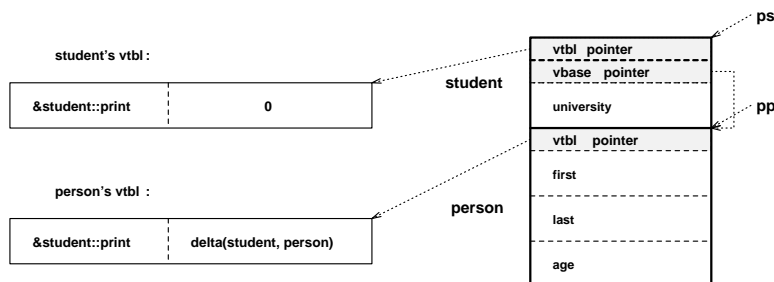 student's vtbl :
&student::print 0
person's vtbl :
&student::print delta(student, person)
student
person
ps
vtbl pointer
vbase pointer
university
pp
vtbl pointer
first
last
age